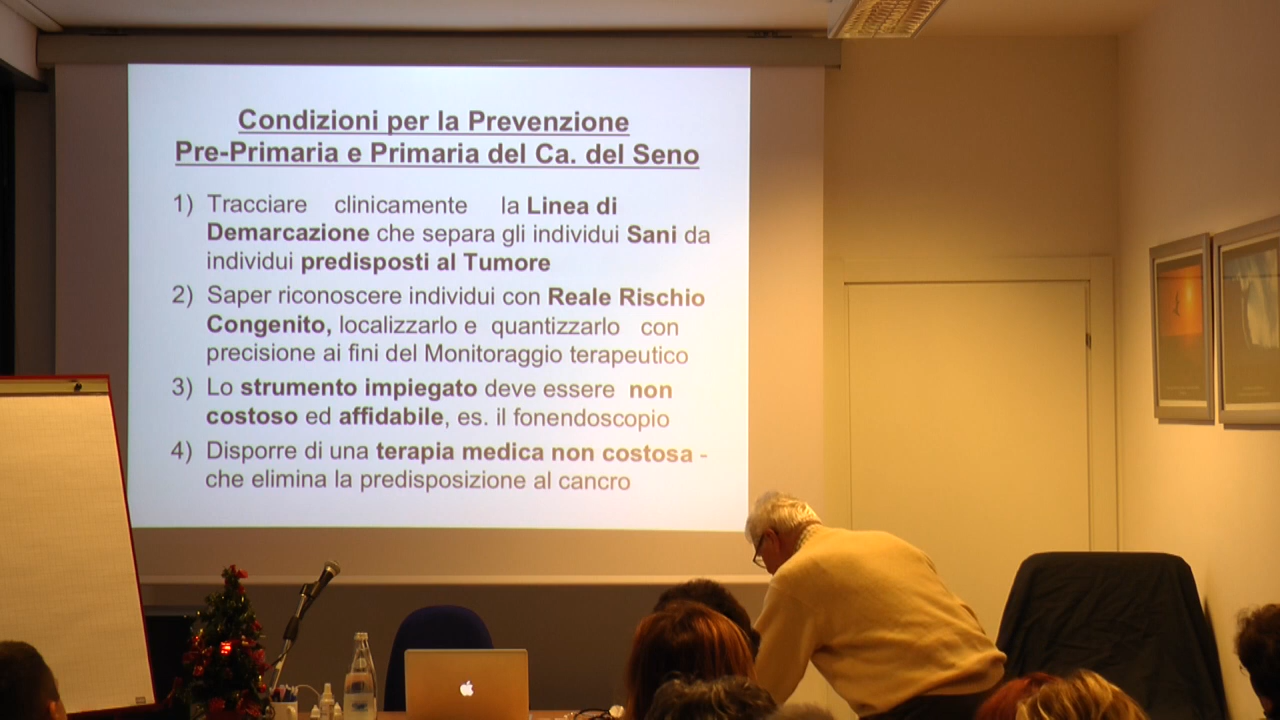 Condizioni per la Prevenzione
Pre-Primaria e Primaria del Ca. del Seno
1) Tracciare clinicamente la Linea di
Demarcazione che separa gli individui Sani da
individui predisposti al Tumore
2) Saper riconoscere individui con Reale Rischio
Congenito, localizzarlo e quantizzarlo con
precisione ai fini del Monitoraggio terapeutico
3) Lo strumento impiegato deve essere non
costoso ed affidabile, es. il fonendoscopio
4) Disporre di una terapia medica non costosa -
che elimina la predisposizione al cancro